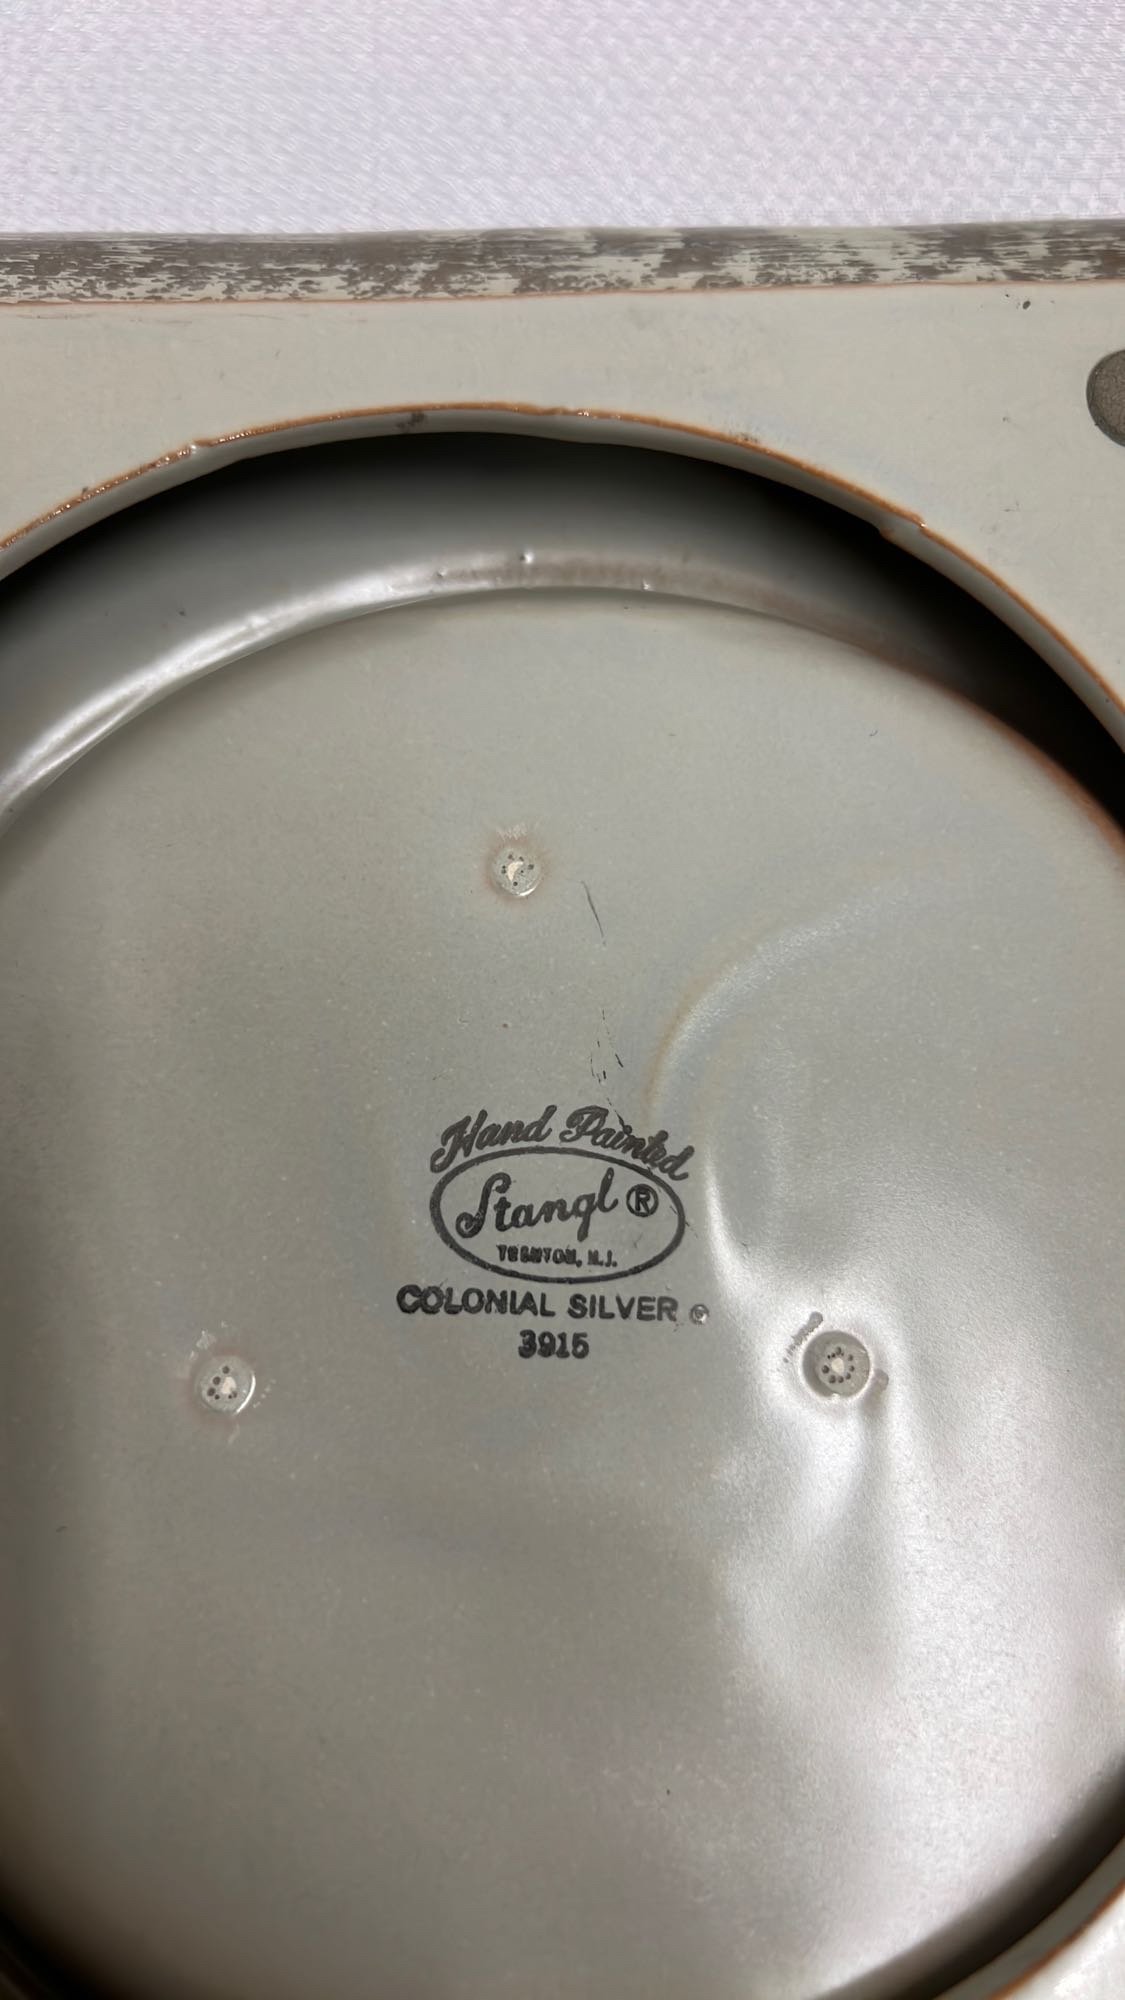 Hand Painted
Stangl ®
TRENTON, N.J.
COLONIAL SILVER ©
3915